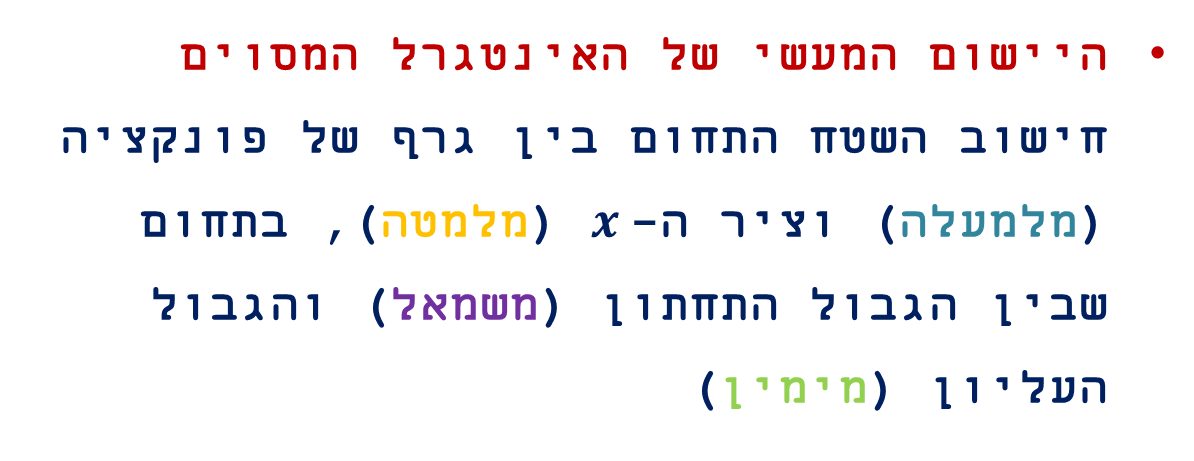 • היישום המעשי של האינטגרל המסוים
חישוב השטח התחום בין גרף של פונקציה
(מלמעלה) וציר ה-x (מלמטה), בתחום
שבין הגבול התחתון (משמאל) והגבול
העליון (מימין)